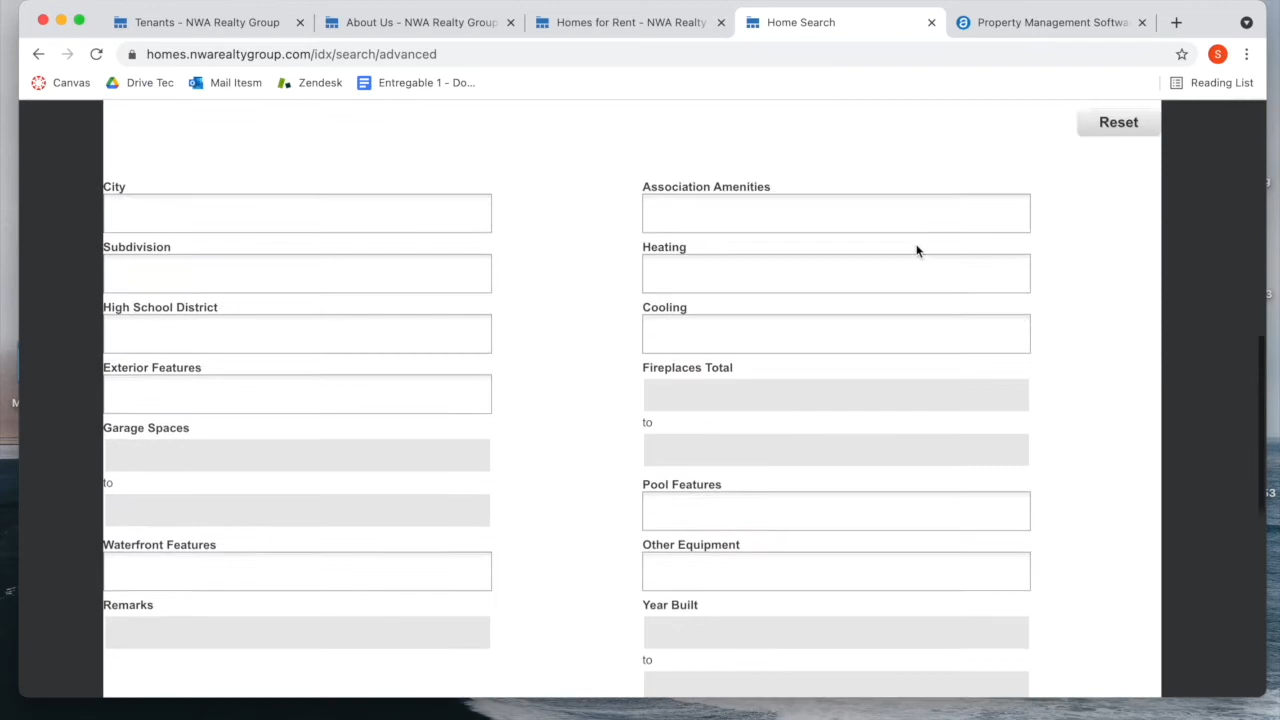 Tenants - NWA Realty Group
About Us - NWA Realty Group
Homes for Rent - NWA Realty
Home Search
Property Management Softwa
homes.nwarealtygroup.com/idx/search/advanced
S
Canvas
Drive Tec
Mail Itesm
Zendesk
Entregable 1 - Do...
Reading List
Reset
City
Association Amenities
Subdivision
Heating
High School District
Cooling
Exterior Features
Fireplaces Total
to
Garage Spaces
to
Pool Features
Waterfront Features
Other Equipment
Remarks
Year Built
to